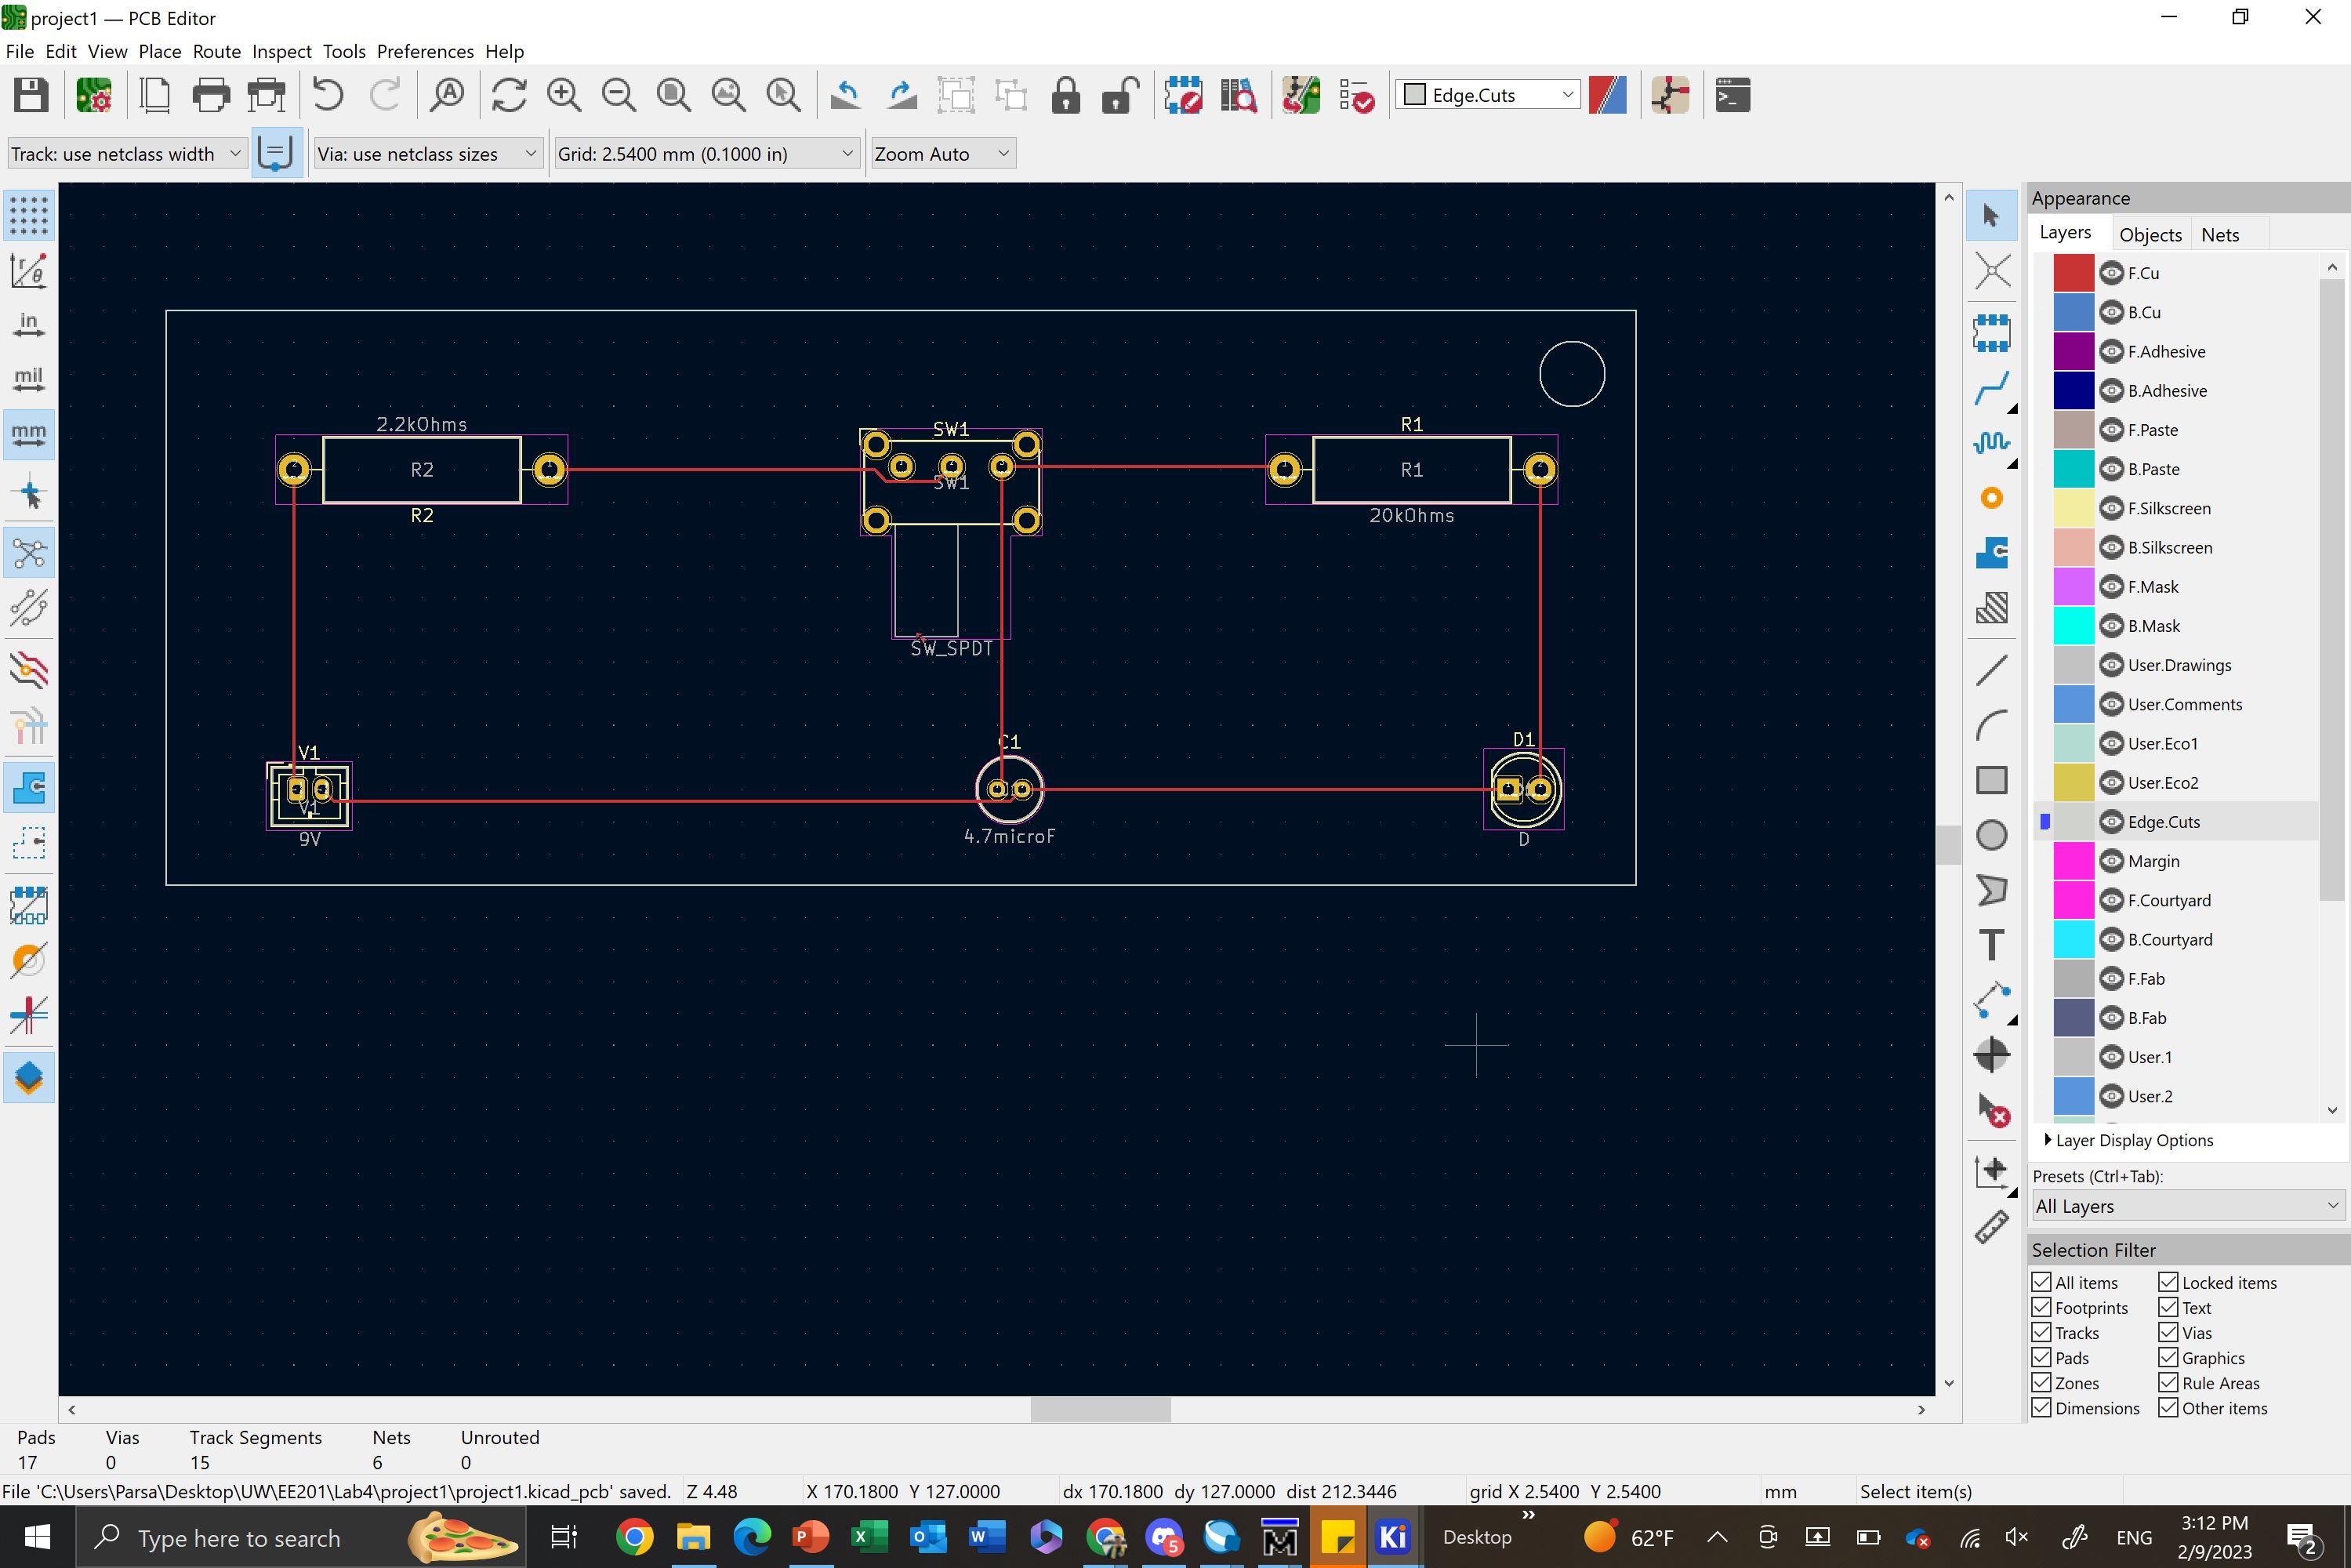 project1 — PCB Editor
File Edit View Place Route Inspect Tools Preferences Help
Edge.Cuts
Track: use netclass width
Via: use netclass sizes
Grid: 2.5400 mm (0.1000 in)
Zoom Auto
in
mil
mm
2.2kOhms
R2
R2
SW1
SW1
SW_SPDT
R1
R1
20kOhms
V1
V1
9V
C1
4.7microF
D1
D
Appearance
Layers Objects Nets
F.Cu
B.Cu
F.Adhesive
B.Adhesive
F.Paste
B.Paste
F.Silkscreen
B.Silkscreen
F.Mask
B.Mask
User.Drawings
User.Comments
User.Eco1
User.Eco2
Edge.Cuts
Margin
F.Courtyard
B.Courtyard
F.Fab
B.Fab
User.1
User.2
Layer Display Options
Presets (Ctrl+Tab):
All Layers
Selection Filter
All items Locked items
Footprints Text
Tracks Vias
Pads Graphics
Zones Rule Areas
Dimensions Other items
Pads Vias Track Segments Nets Unrouted
17 0 15 6 0
File 'C:\Users\Parsa\Desktop\UW\EE201\Lab4\project1\project1.kicad_pcb' saved. Z 4.48 X 170.1800 Y 127.0000 dx 170.1800 dy 127.0000 dist 212.3446 grid X 2.5400 Y 2.5400 mm Select item(s)
Type here to search
Desktop
62°F
ENG
3:12 PM
2/9/2023